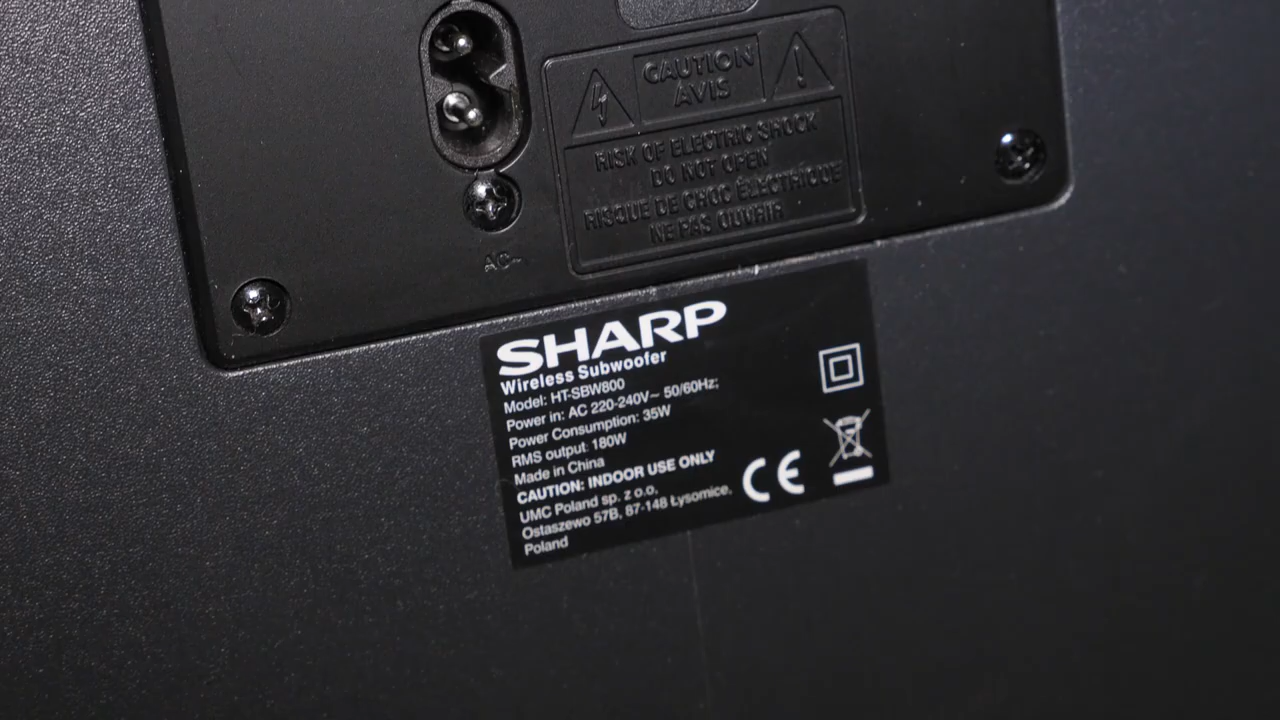 CAUTION
AVIS
RISK OF ELECTRIC SHOCK
DO NOT OPEN
RISQUE DE CHOC ÉLECTRIQUE
NE PAS OUVRIR
AC~
SHARP
Wireless Subwoofer
Model: HT-SBW800
Power in: AC 220-240V~ 50/60Hz;
Power Consumption: 35W
RMS output: 180W
Made in China
CAUTION: INDOOR USE ONLY
UMC Poland sp. z o.o.
Ostaszewo 57B, 87-148 Łysomice,
Poland
CE